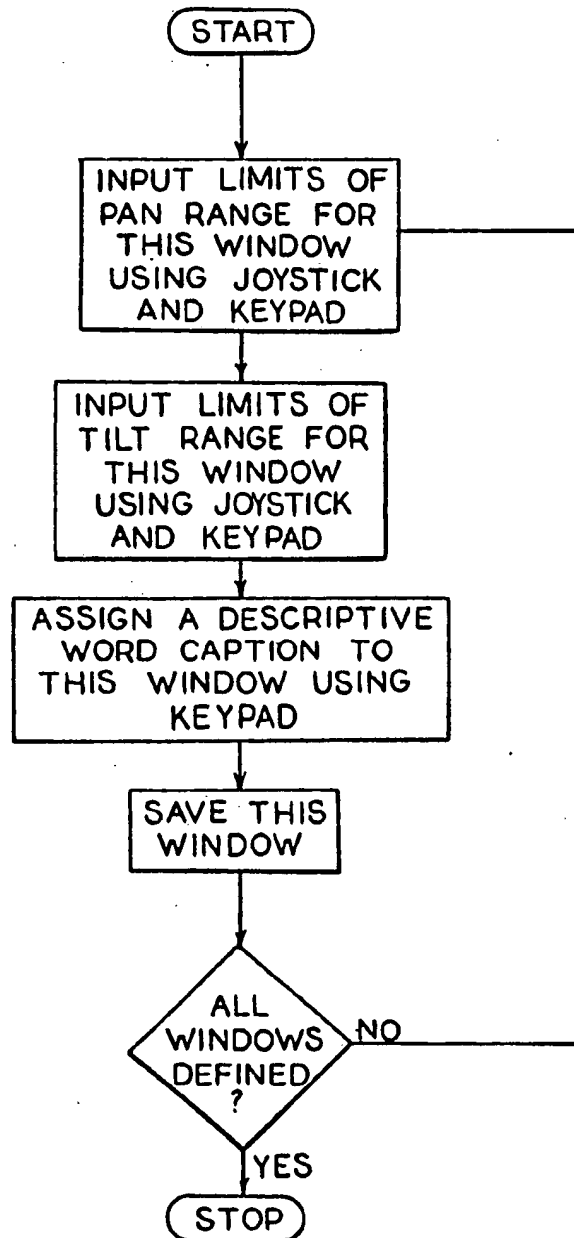 START
INPUT LIMITS OF
PAN RANGE FOR
THIS WINDOW
USING JOYSTICK
AND KEYPAD
INPUT LIMITS OF
TILT RANGE FOR
THIS WINDOW
USING JOYSTICK
AND KEYPAD
ASSIGN A DESCRIPTIVE
WORD CAPTION TO
THIS WINDOW USING
KEYPAD
SAVE THIS
WINDOW
ALL
WINDOWS
DEFINED
?
NO
YES
STOP